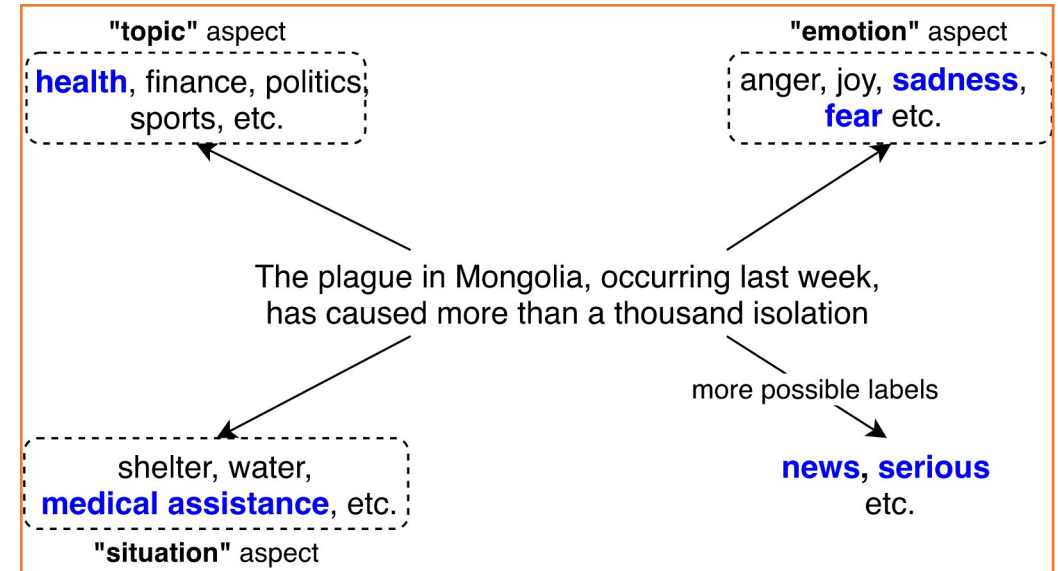 "topic" aspect
health, finance, politics,
sports, etc.
"emotion" aspect
anger, joy, sadness,
fear etc.
The plague in Mongolia, occurring last week,
has caused more than a thousand isolation
more possible labels
shelter, water,
medical assistance, etc.
"situation" aspect
news, serious
etc.